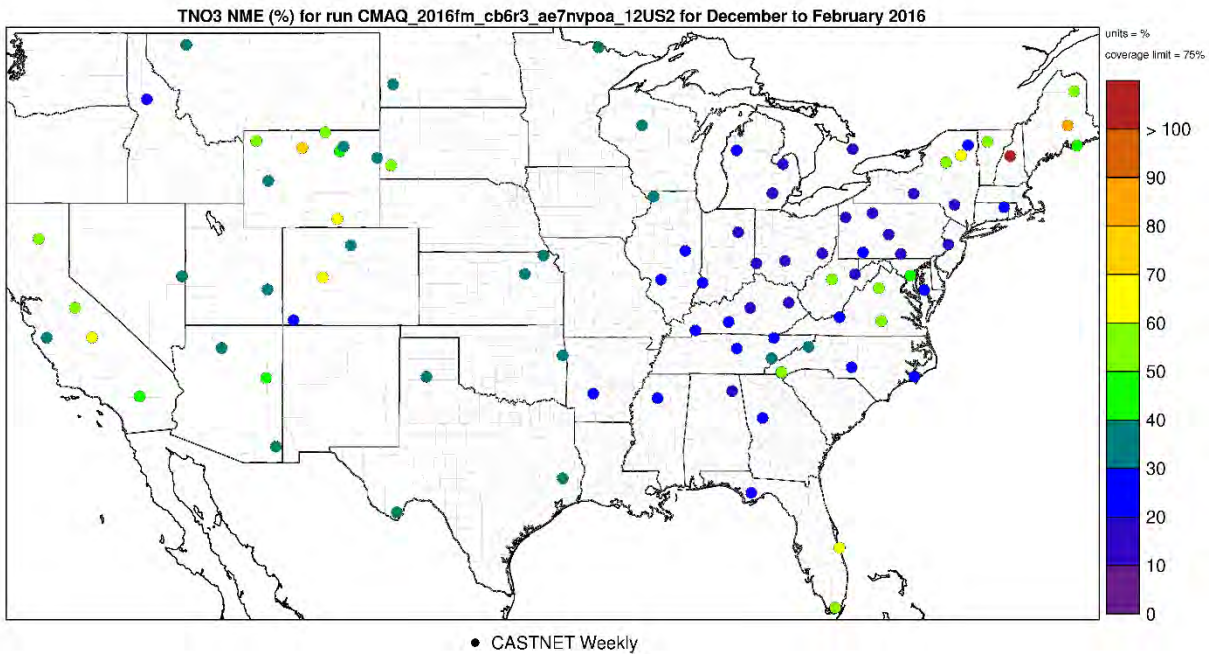 TNO3 NME (%) for run CMAQ_2016fm_cb6r3_ae7nvpoa_12US2 for December to February 2016
units = %
coverage limit = 75%
> 100
90
80
70
60
50
40
30
20
10
0
CASTNET Weekly